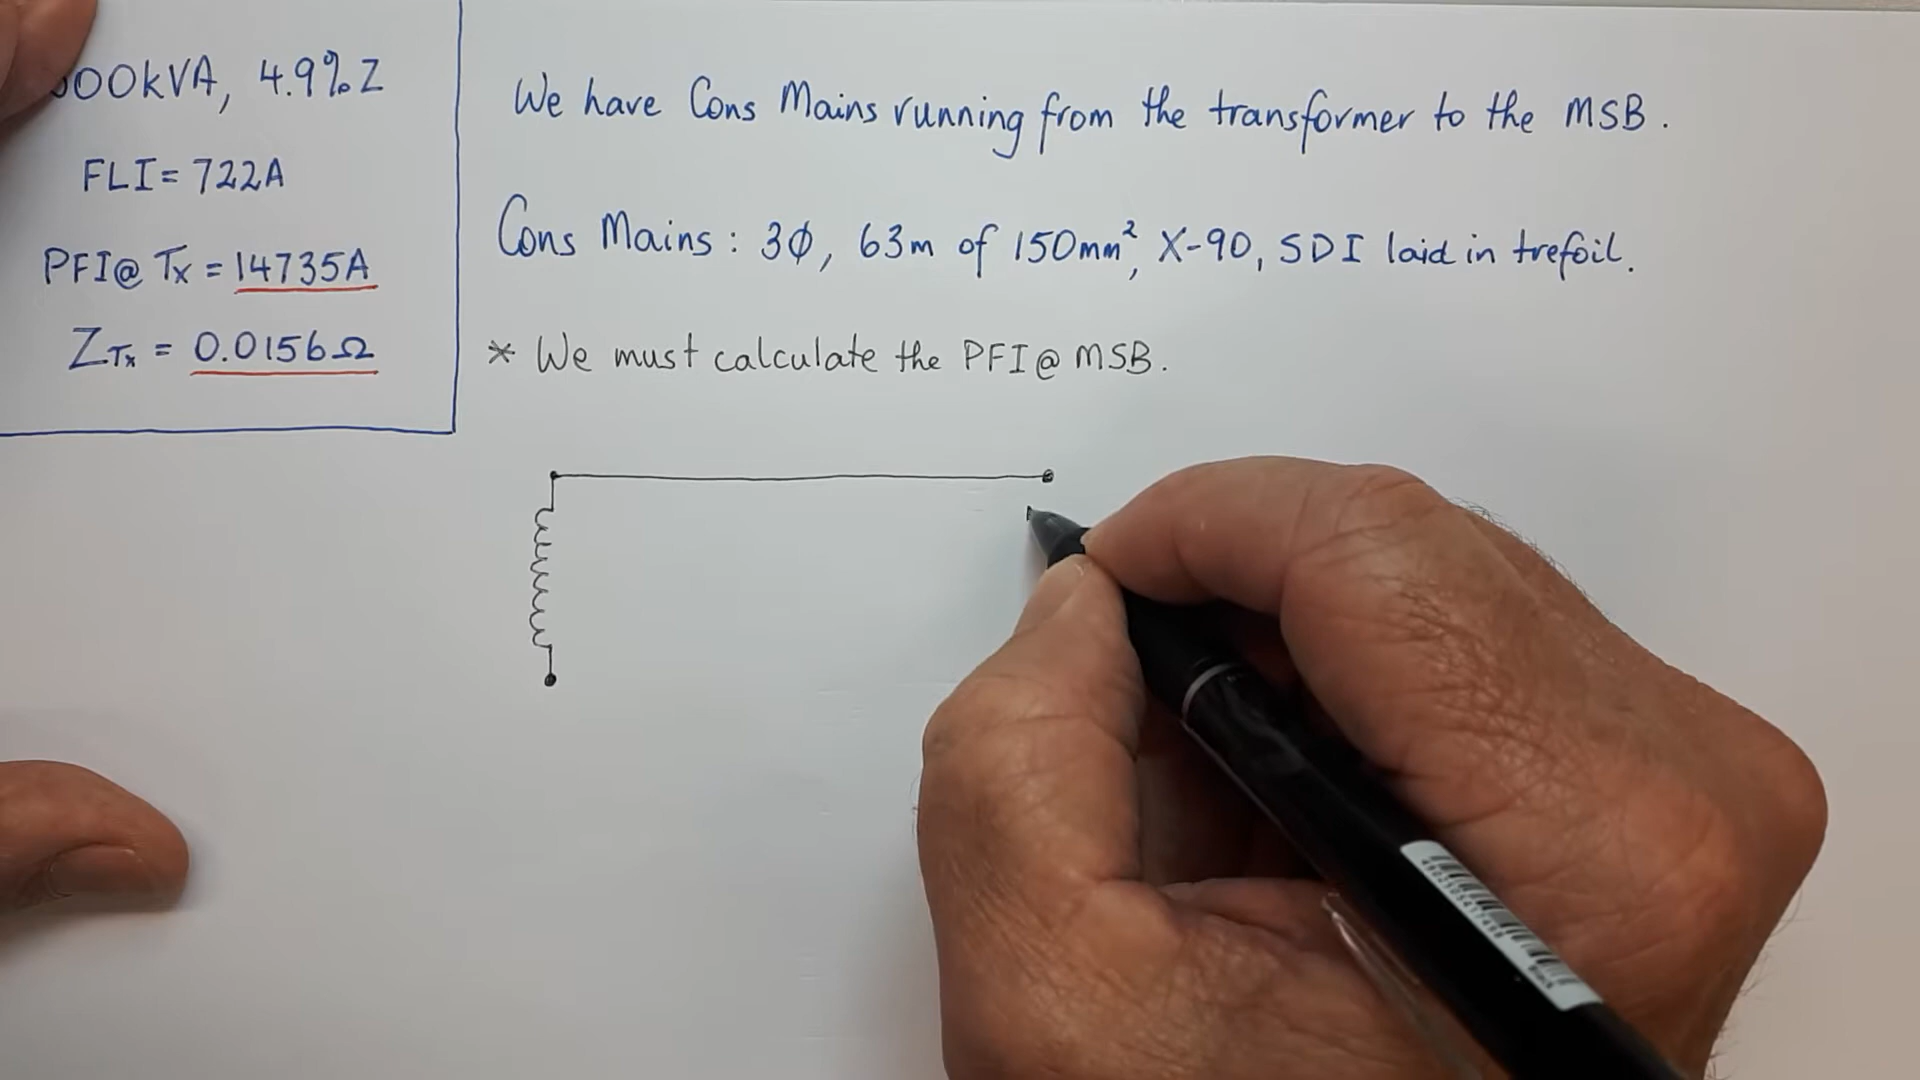 00kVA, 4.9%Z
FLI = 722A
PFI@ Tx = 14735A
ZTx = 0.0156Ω
We have Cons Mains running from the transformer to the MSB.
Cons Mains: 3Ø, 63m of 150mm², X-90, SDI laid in trefoil.
* We must calculate the PFI@ MSB.